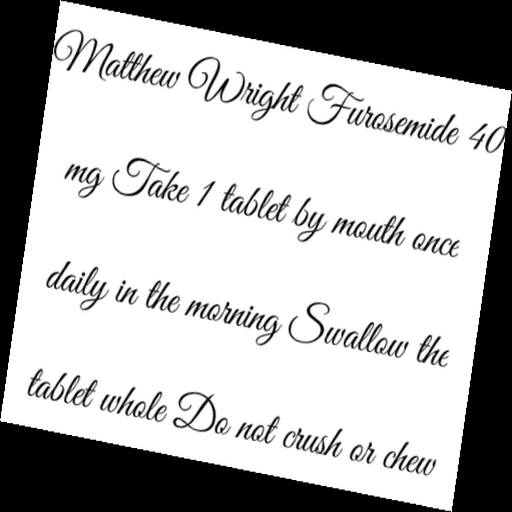 Matthew Wright Furosemide 40
mg Take 1 tablet by mouth once
daily in the morning Swallow the
tablet whole Do not crush or chew